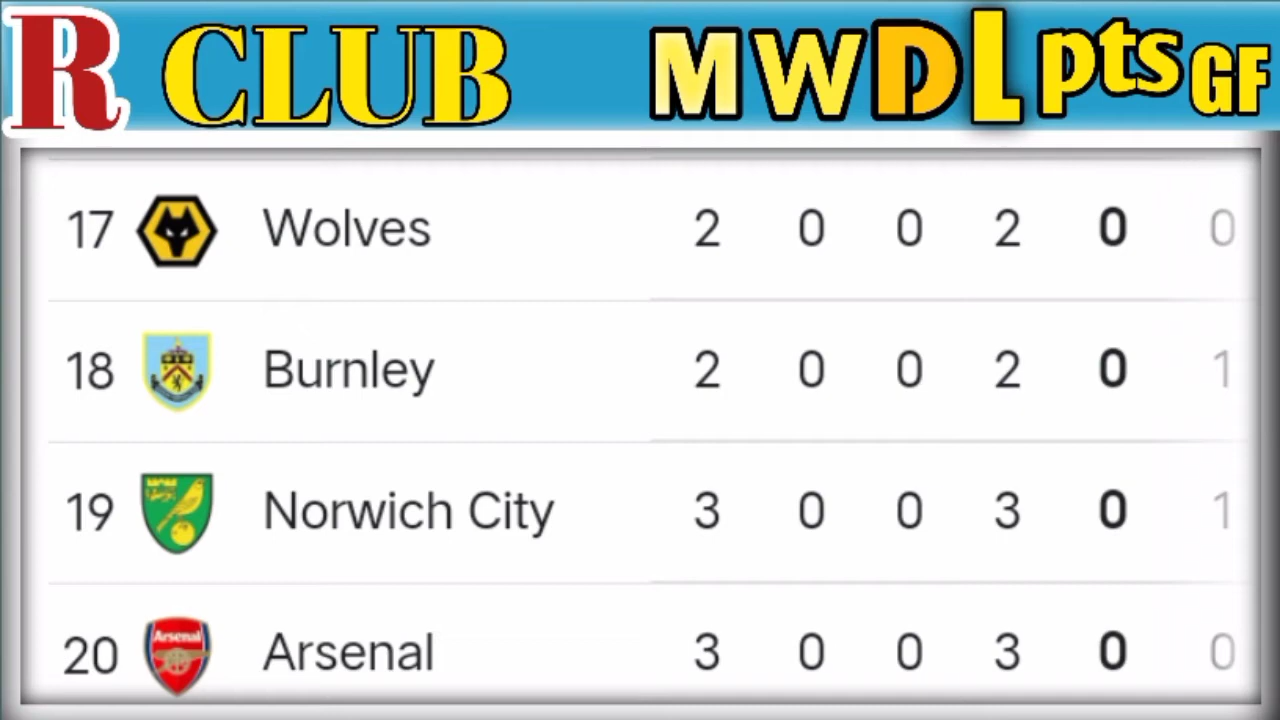 R CLUB M W D L pts GF
17 Wolves 2 0 0 2 0 0
18 Burnley 2 0 0 2 0 1
19 Norwich City 3 0 0 3 0 1
20 Arsenal Arsenal 3 0 0 3 0 0